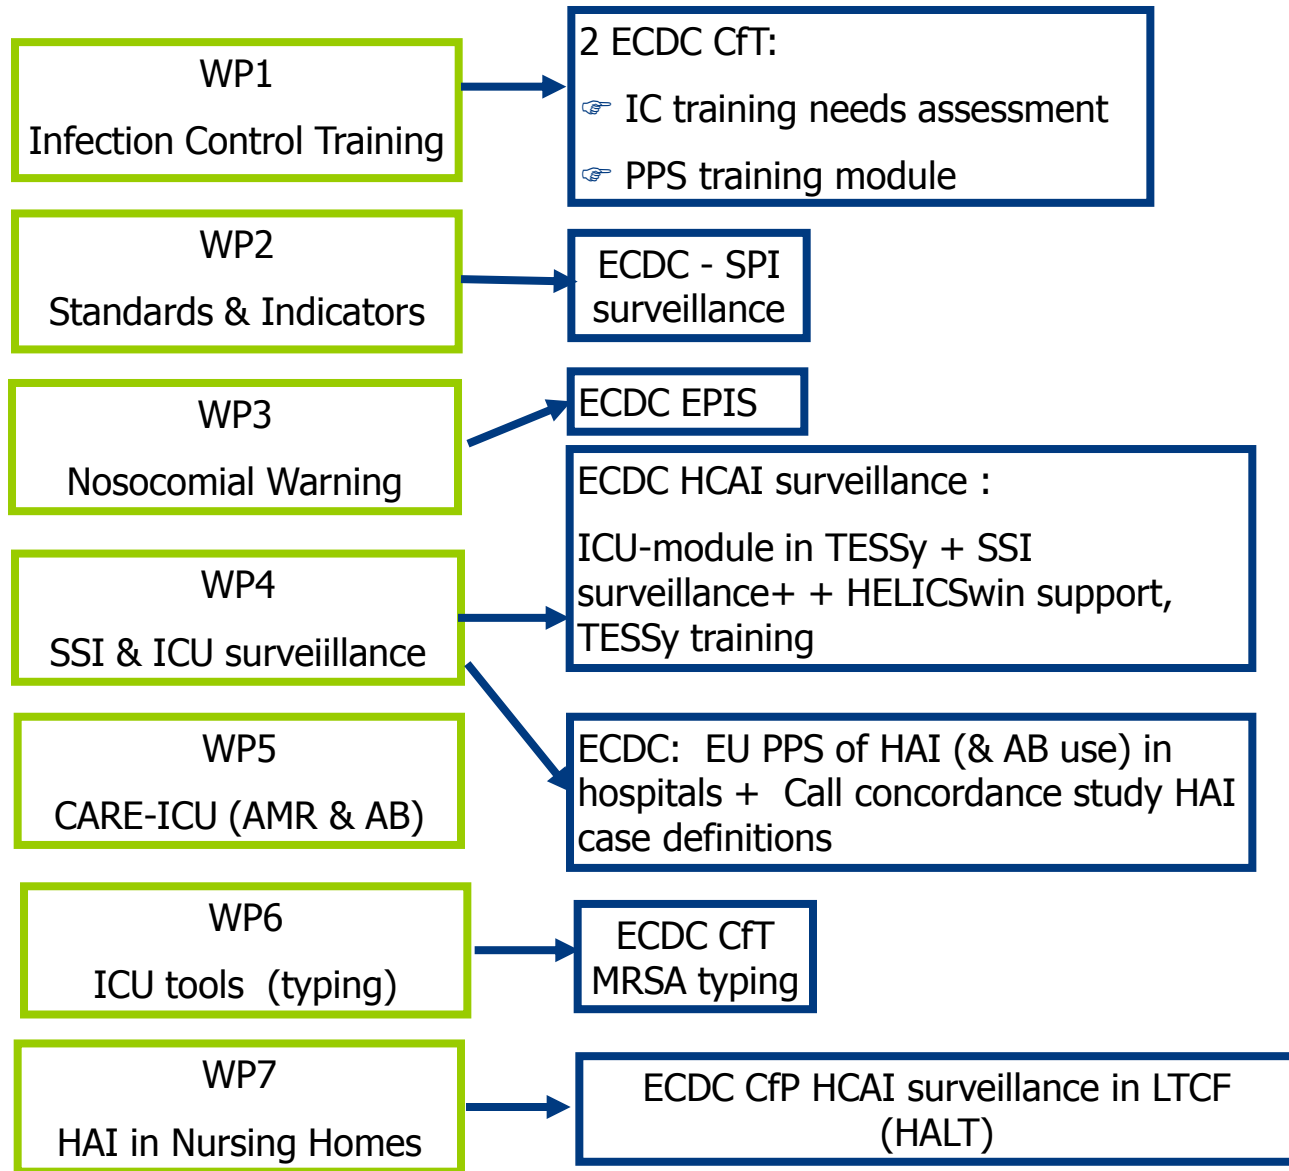 WP1
Infection Control Training
2 ECDC CfT:
☞ IC training needs assessment
☞ PPS training module
WP2
Standards & Indicators
ECDC - SPI
surveillance
WP3
Nosocomial Warning
ECDC EPIS
WP4
SSI & ICU surveiillance
ECDC HCAI surveillance :
ICU-module in TESSy + SSI
surveillance+ + HELICSwin support,
TESSy training
WP5
CARE-ICU (AMR & AB)
ECDC: EU PPS of HAI (& AB use) in
hospitals + Call concordance study HAI
case definitions
WP6
ICU tools (typing)
ECDC CfT
MRSA typing
WP7
HAI in Nursing Homes
ECDC CfP HCAI surveillance in LTCF
(HALT)